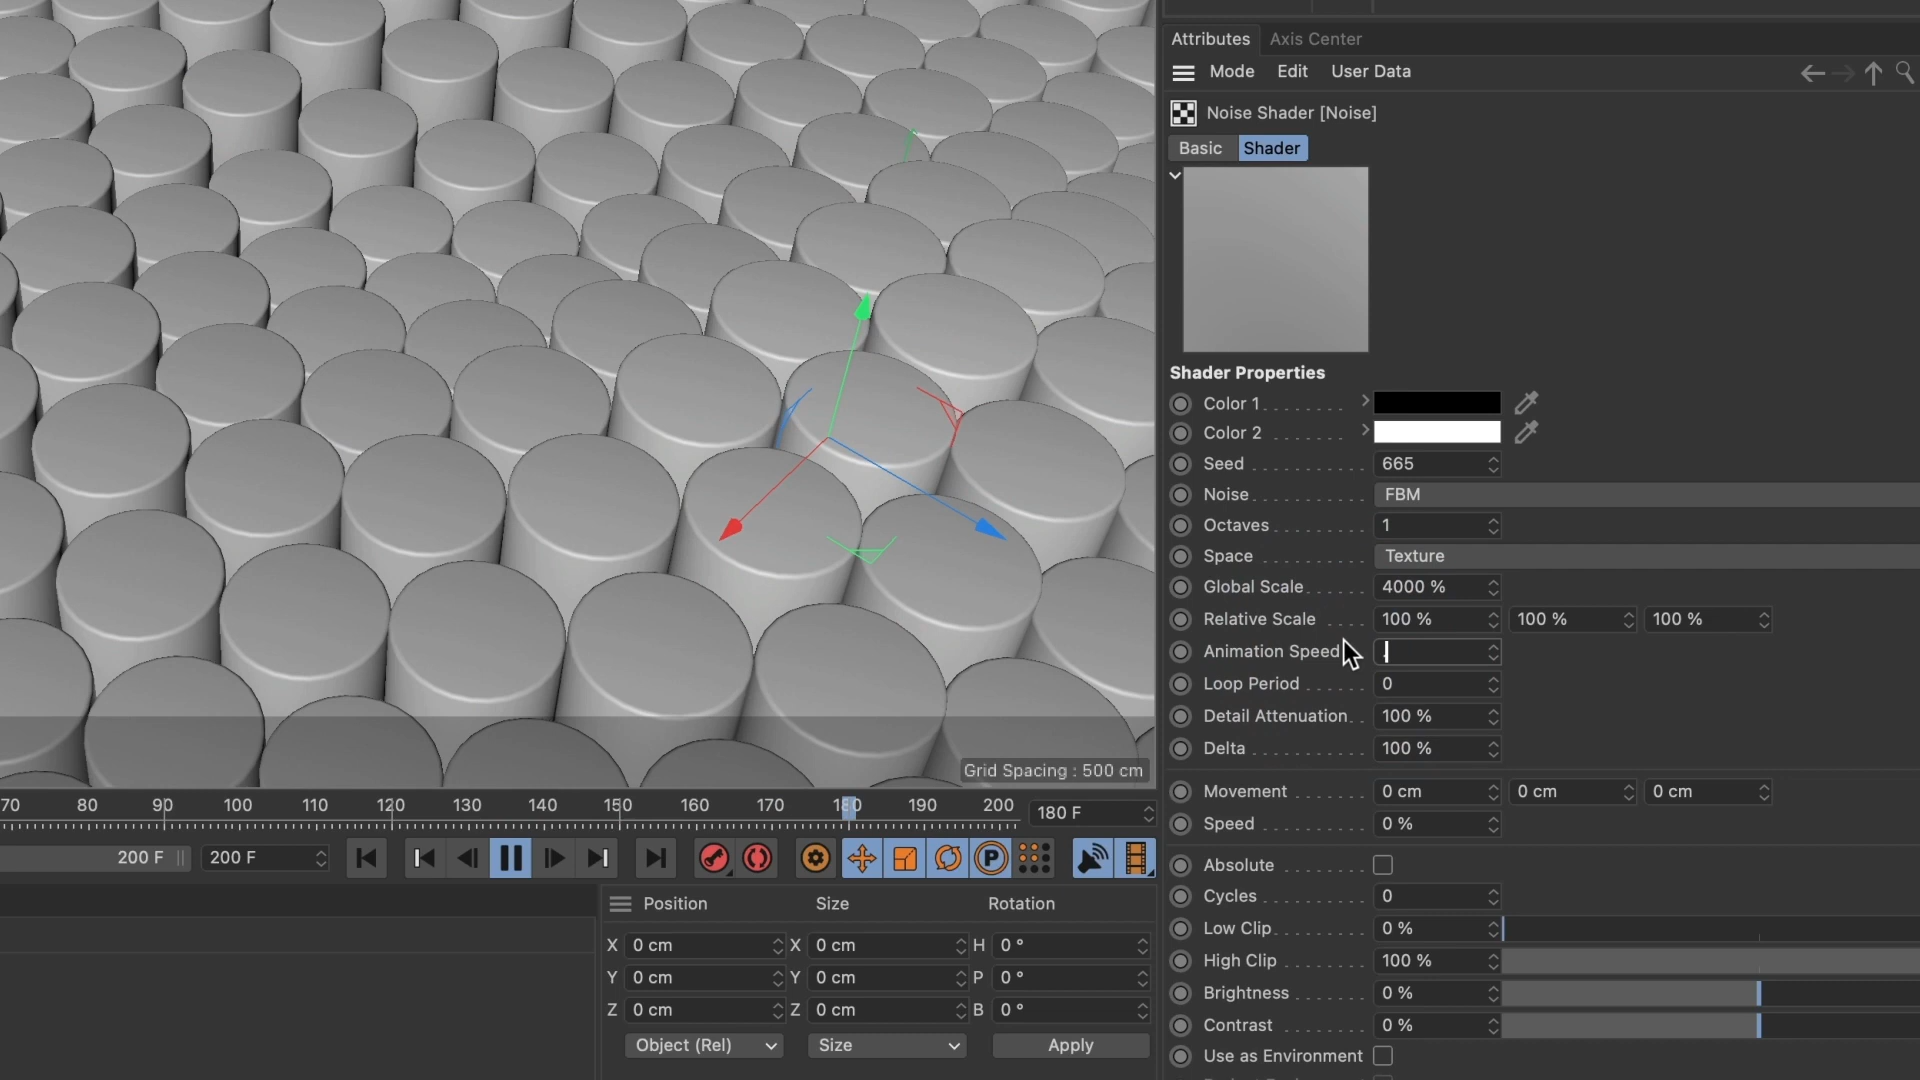 Attributes Axis Center
Mode Edit User Data
Noise Shader [Noise]
Basic Shader
Shader Properties
Color 1
Color 2
Seed 665
Noise FBM
Octaves 1
Space Texture
Global Scale 4000 %
Relative Scale 100 % 100 % 100 %
Animation Speed
Loop Period 0
Detail Attenuation 100 %
Delta 100 %
Movement 0 cm 0 cm 0 cm
Speed 0 %
Absolute
Cycles 0
Low Clip 0 %
High Clip 100 %
Brightness 0 %
Contrast 0 %
Use as Environment
Grid Spacing : 500 cm
70 80 90 100 110 120 130 140 150 160 170 180 190 200 180 F
200 F 200 F
P
Position Size Rotation
X 0 cm X 0 cm H 0 °
Y 0 cm Y 0 cm P 0 °
Z 0 cm Z 0 cm B 0 °
Object (Rel) Size Apply